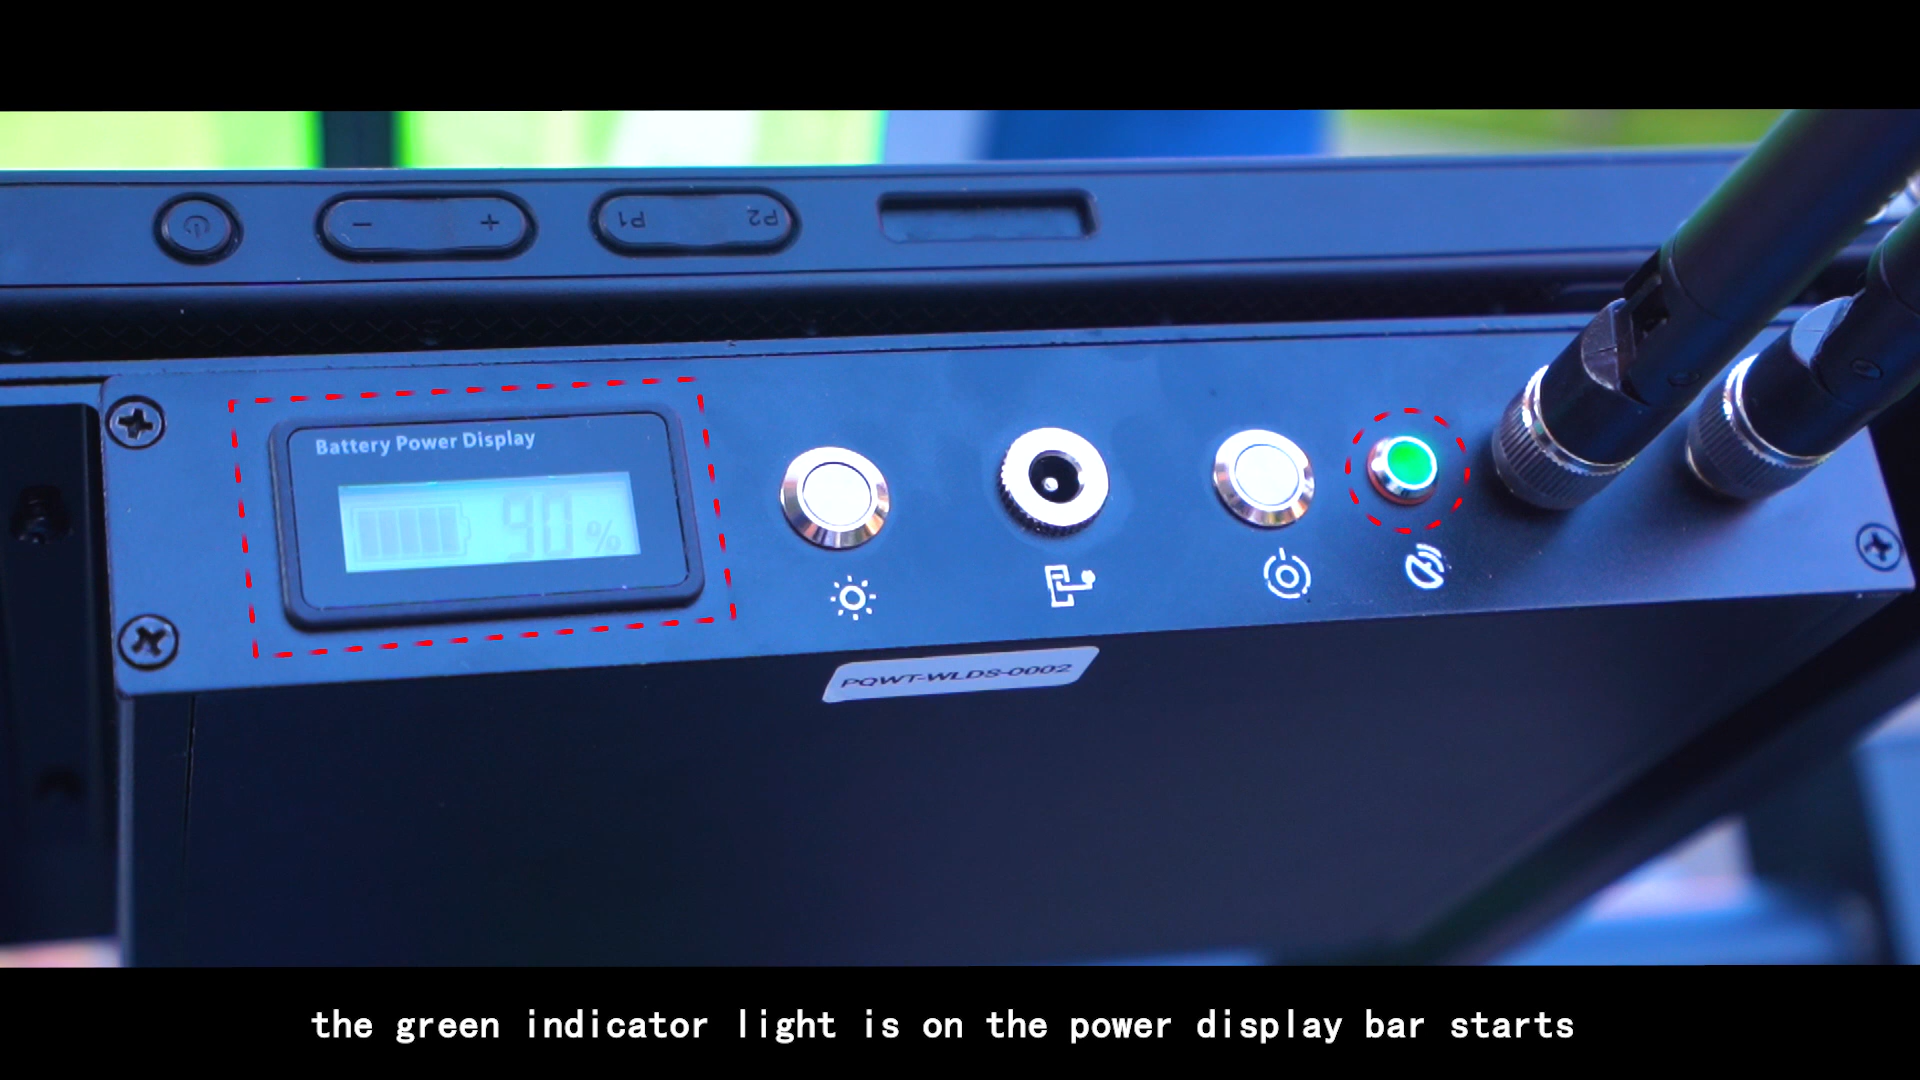 - +
P1 P2
Battery Power Display
90 %
PQWT-WLDS-0002
the green indicator light is on the power display bar starts